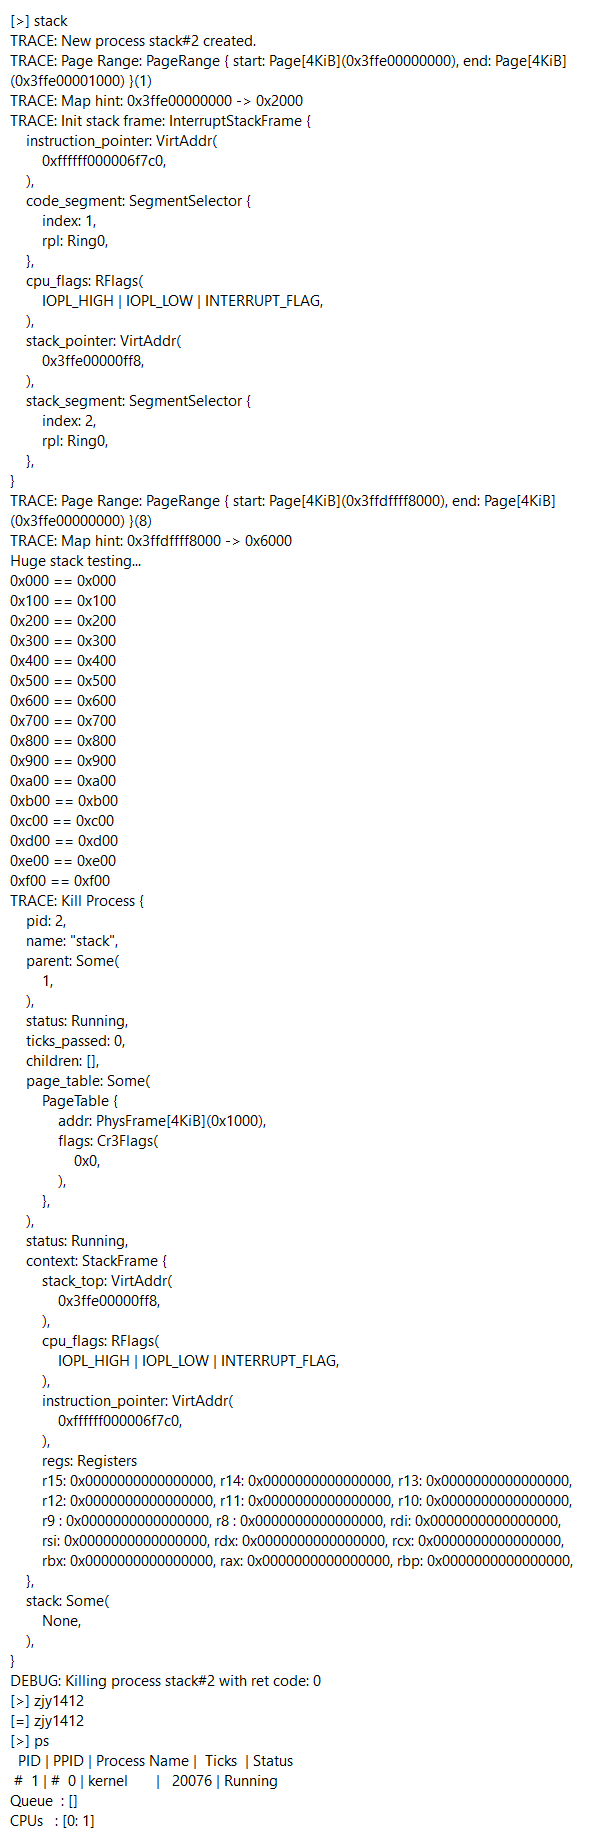 [>] stack
TRACE: New process stack#2 created.
TRACE: Page Range: PageRange { start: Page[4KiB](0x3ffe00000000), end: Page[4KiB]
(0x3ffe00001000) }(1)
TRACE: Map hint: 0x3ffe00000000 -> 0x2000
TRACE: Init stack frame: InterruptStackFrame {
    instruction_pointer: VirtAddr(
        0xffffff000006f7c0,
    ),
    code_segment: SegmentSelector {
        index: 1,
        rpl: Ring0,
    },
    cpu_flags: RFlags(
        IOPL_HIGH | IOPL_LOW | INTERRUPT_FLAG,
    ),
    stack_pointer: VirtAddr(
        0x3ffe00000ff8,
    ),
    stack_segment: SegmentSelector {
        index: 2,
        rpl: Ring0,
    },
}
TRACE: Page Range: PageRange { start: Page[4KiB](0x3ffdffff8000), end: Page[4KiB]
(0x3ffe00000000) }(8)
TRACE: Map hint: 0x3ffdffff8000 -> 0x6000
Huge stack testing...
0x000 == 0x000
0x100 == 0x100
0x200 == 0x200
0x300 == 0x300
0x400 == 0x400
0x500 == 0x500
0x600 == 0x600
0x700 == 0x700
0x800 == 0x800
0x900 == 0x900
0xa00 == 0xa00
0xb00 == 0xb00
0xc00 == 0xc00
0xd00 == 0xd00
0xe00 == 0xe00
0xf00 == 0xf00
TRACE: Kill Process {
    pid: 2,
    name: "stack",
    parent: Some(
        1,
    ),
    status: Running,
    ticks_passed: 0,
    children: [],
    page_table: Some(
        PageTable {
            addr: PhysFrame[4KiB](0x1000),
            flags: Cr3Flags(
                0x0,
            ),
        },
    ),
    status: Running,
    context: StackFrame {
        stack_top: VirtAddr(
            0x3ffe00000ff8,
        ),
        cpu_flags: RFlags(
            IOPL_HIGH | IOPL_LOW | INTERRUPT_FLAG,
        ),
        instruction_pointer: VirtAddr(
            0xffffff000006f7c0,
        ),
        regs: Registers
        r15: 0x0000000000000000, r14: 0x0000000000000000, r13: 0x0000000000000000,
        r12: 0x0000000000000000, r11: 0x0000000000000000, r10: 0x0000000000000000,
        r9 : 0x0000000000000000, r8 : 0x0000000000000000, rdi: 0x0000000000000000,
        rsi: 0x0000000000000000, rdx: 0x0000000000000000, rcx: 0x0000000000000000,
        rbx: 0x0000000000000000, rax: 0x0000000000000000, rbp: 0x0000000000000000,
    },
    stack: Some(
        None,
    ),
}
DEBUG: Killing process stack#2 with ret code: 0
[>] zjy1412
[=] zjy1412
[>] ps
  PID | PPID | Process Name |  Ticks  | Status
 #  1 | #  0 | kernel       |   20076 | Running
Queue  : []
CPUs   : [0: 1]